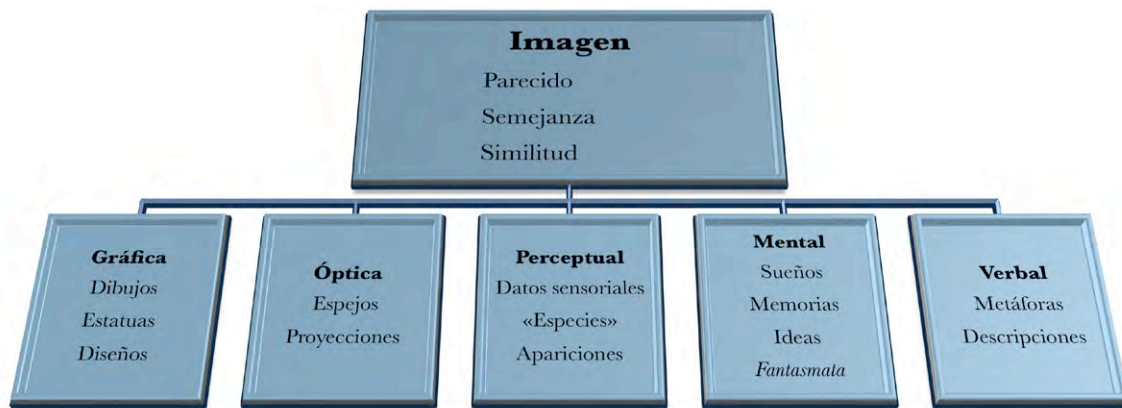 Imagen
Parecido
Semejanza
Similitud
Gráfica
Dibujos
Estatuas
Diseños
Óptica
Espejos
Proyecciones
Perceptual
Datos sensoriales
«Especies»
Apariciones
Mental
Sueños
Memorias
Ideas
Fantasmata
Verbal
Metáforas
Descripciones